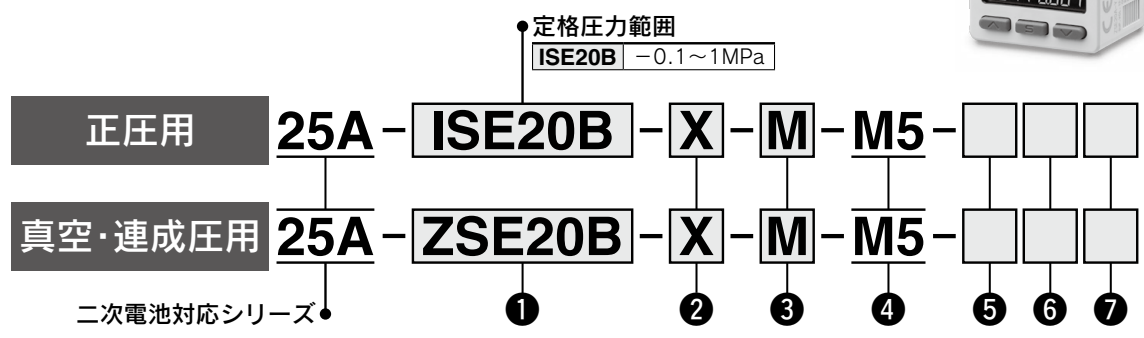 定格圧力範囲
ISE20B －0.1～1MPa
正圧用 25A-ISE20B-X-M-M5-
真空・連成圧用 25A-ZSE20B-X-M-M5-
二次電池対応シリーズ ❶ ❷ ❸ ❹ ❺ ❻ ❼
S